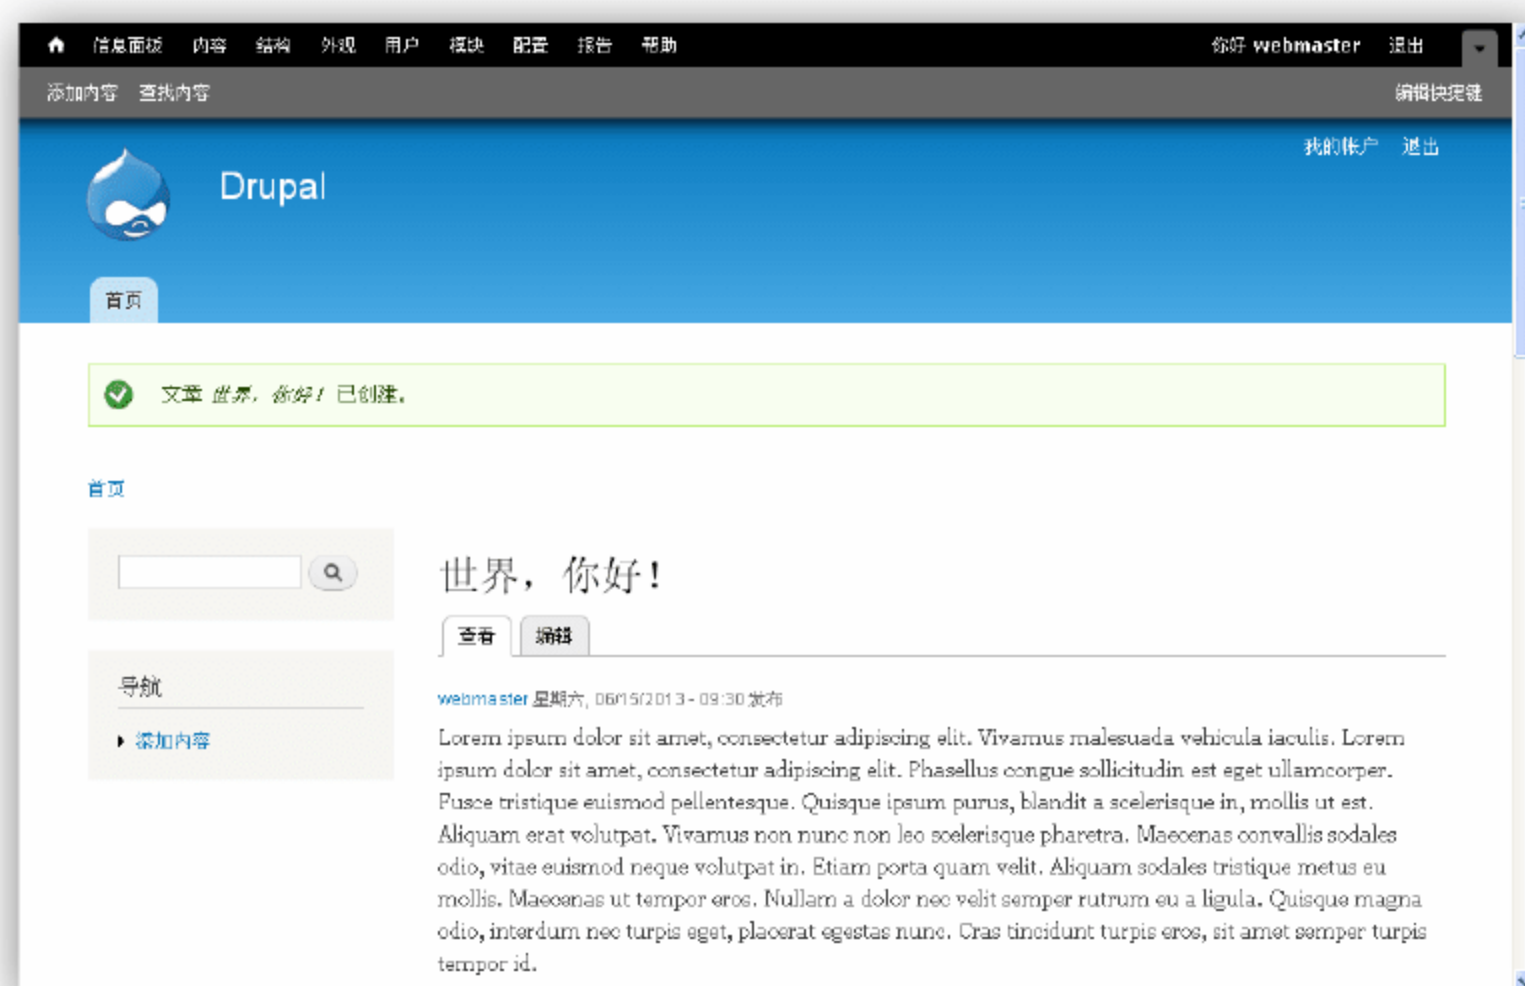 信息面板 内容 结构 外观 用户 模块 配置 报告 帮助 你好 webmaster 退出
添加内容 查找内容 编辑快捷键
我的帐户 退出
Drupal
首页
文章 世界，你好！ 已创建。
首页
世界，你好！
查看 编辑
导航
添加内容
webmaster 星期六, 06/15/2013 - 09:30 发布
Lorem ipsum dolor sit amet, consectetur adipiscing elit. Vivamus malesuada vehicula iaculis. Lorem
ipsum dolor sit amet, consectetur adipiscing elit. Phasellus congue sollicitudin est eget ullamcorper.
Fusce tristique euismod pellentesque. Quisque ipsum purus, blandit a scelerisque in, mollis ut est.
Aliquam erat volutpat. Vivamus non nunc non leo scelerisque pharetra. Maecenas convallis sodales
odio, vitae euismod neque volutpat in. Etiam porta quam velit. Aliquam sodales tristique metus eu
mollis. Maecenas ut tempor eros. Nullam a dolor nec velit semper rutrum eu a ligula. Quisque magna
odio, interdum nec turpis eget, placerat egestas nunc. Cras tincidunt turpis eros, sit amet semper turpis
tempor id.